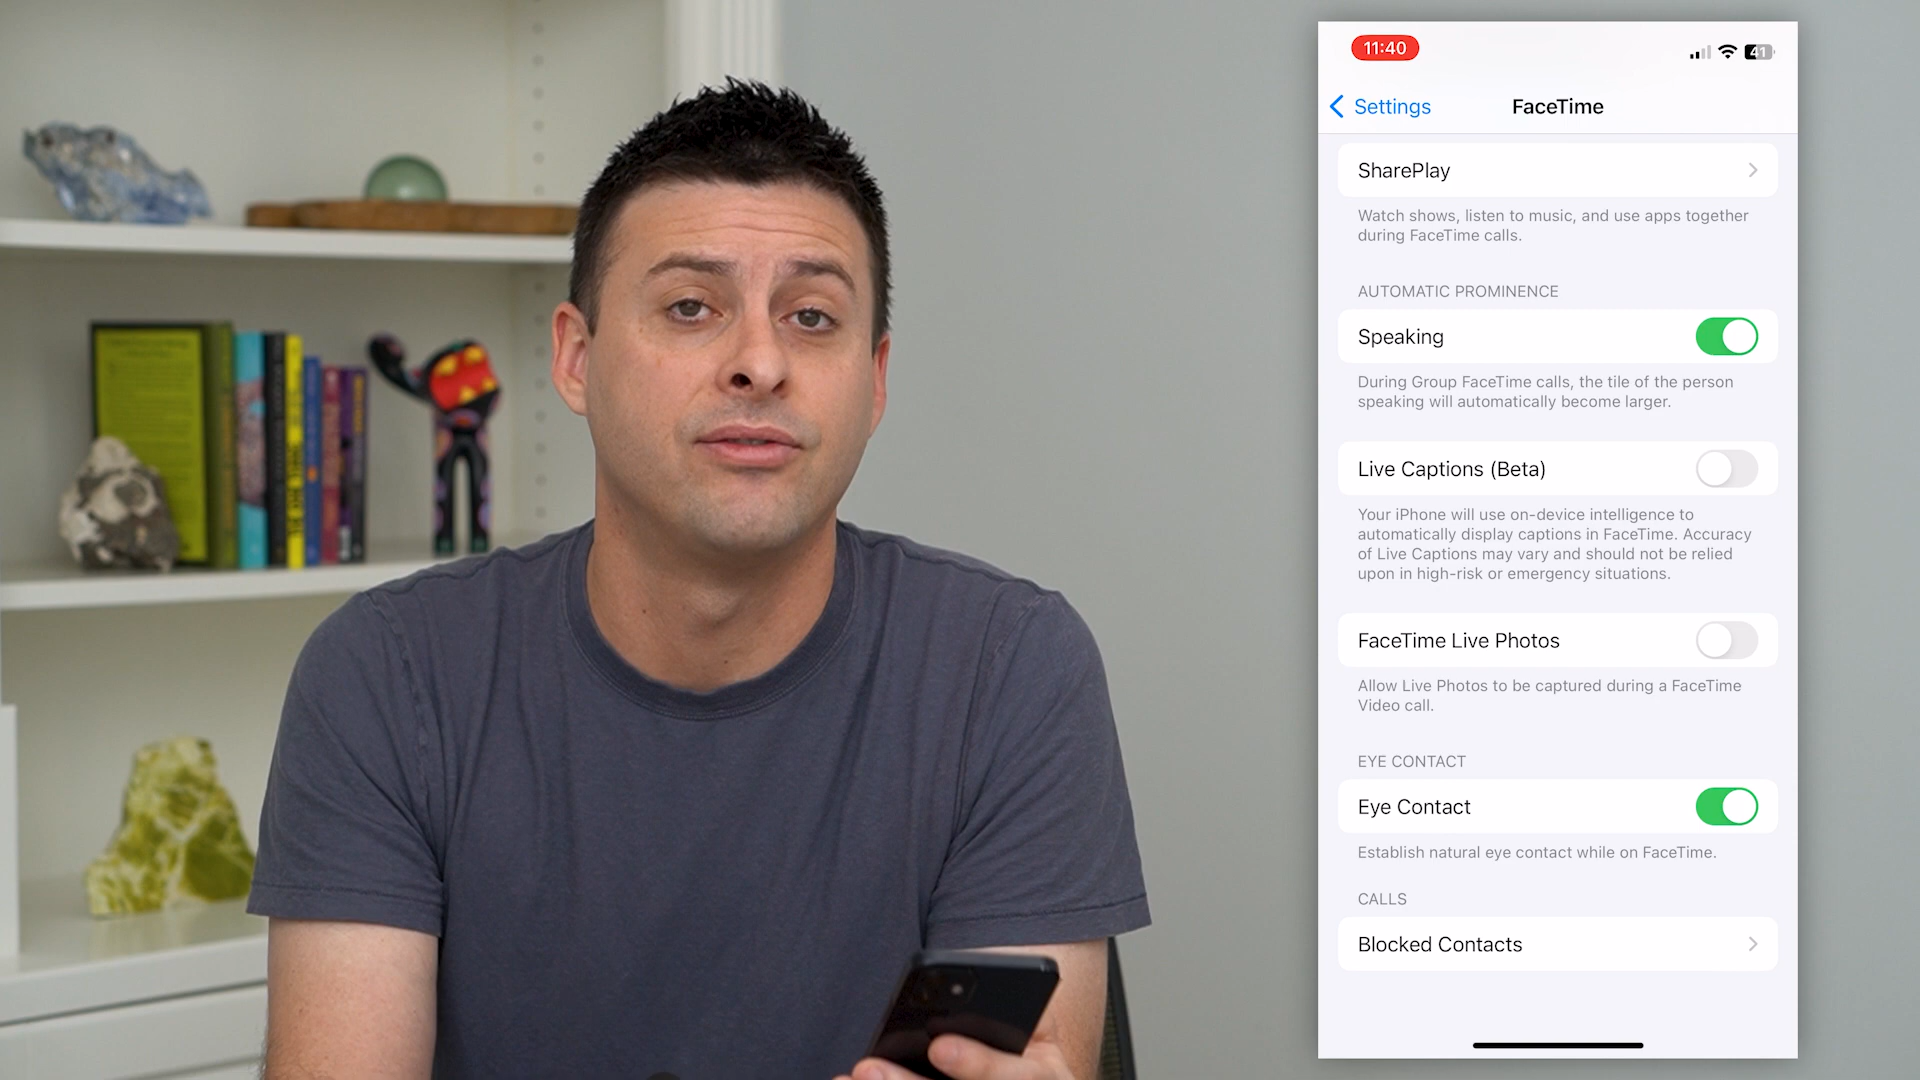 11:40
41
Settings
FaceTime
SharePlay
Watch shows, listen to music, and use apps together
during FaceTime calls.
AUTOMATIC PROMINENCE
Speaking
During Group FaceTime calls, the tile of the person
speaking will automatically become larger.
Live Captions (Beta)
Your iPhone will use on-device intelligence to
automatically display captions in FaceTime. Accuracy
of Live Captions may vary and should not be relied
upon in high-risk or emergency situations.
FaceTime Live Photos
Allow Live Photos to be captured during a FaceTime
Video call.
EYE CONTACT
Eye Contact
Establish natural eye contact while on FaceTime.
CALLS
Blocked Contacts